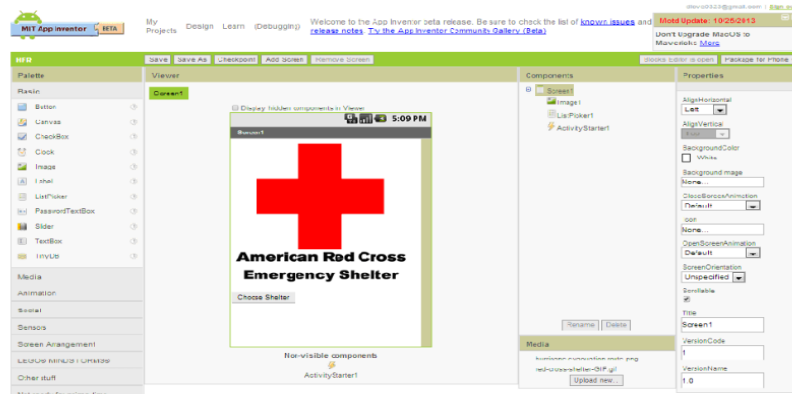 MIT App Inventor BETA
My Projects Design Learn (Debugging)
Welcome to the App Inventor beta release. Be sure to check the list of known issues and
release notes. Try the App Inventor Community Gallery (Beta)
Motd Update: 10/25/2013
Don't Upgrade MacOS to
Mavericks More
Save Save As Checkpoint Add Screen Remove Screen
Blocks Editor is open Package for Phone
Palette
Basic
Button
Canvas
CheckBox
Clock
Image
Label
ListPicker
PasswordTextBox
Slider
TextBox
TinyDB
Media
Animation
Social
Sensors
Screen Arrangement
LEGO® MINDSTORMS®
Other stuff
Viewer
Screen1
Display hidden components in Viewer
5:09 PM
Screen1
American Red Cross
Emergency Shelter
Choose Shelter
Non-visible components
ActivityStarter1
Components
Screen1
Image1
ListPicker1
ActivityStarter1
Rename Delete
Media
red-cross-shelter-GIF.gif
Upload new...
Properties
AlignHorizontal
Left
AlignVertical
BackgroundColor
White
BackgroundImage
None...
CloseScreenAnimation
Default
Icon
None...
OpenScreenAnimation
Default
ScreenOrientation
Unspecified
Scrollable
Title
Screen1
VersionCode
1
VersionName
1.0